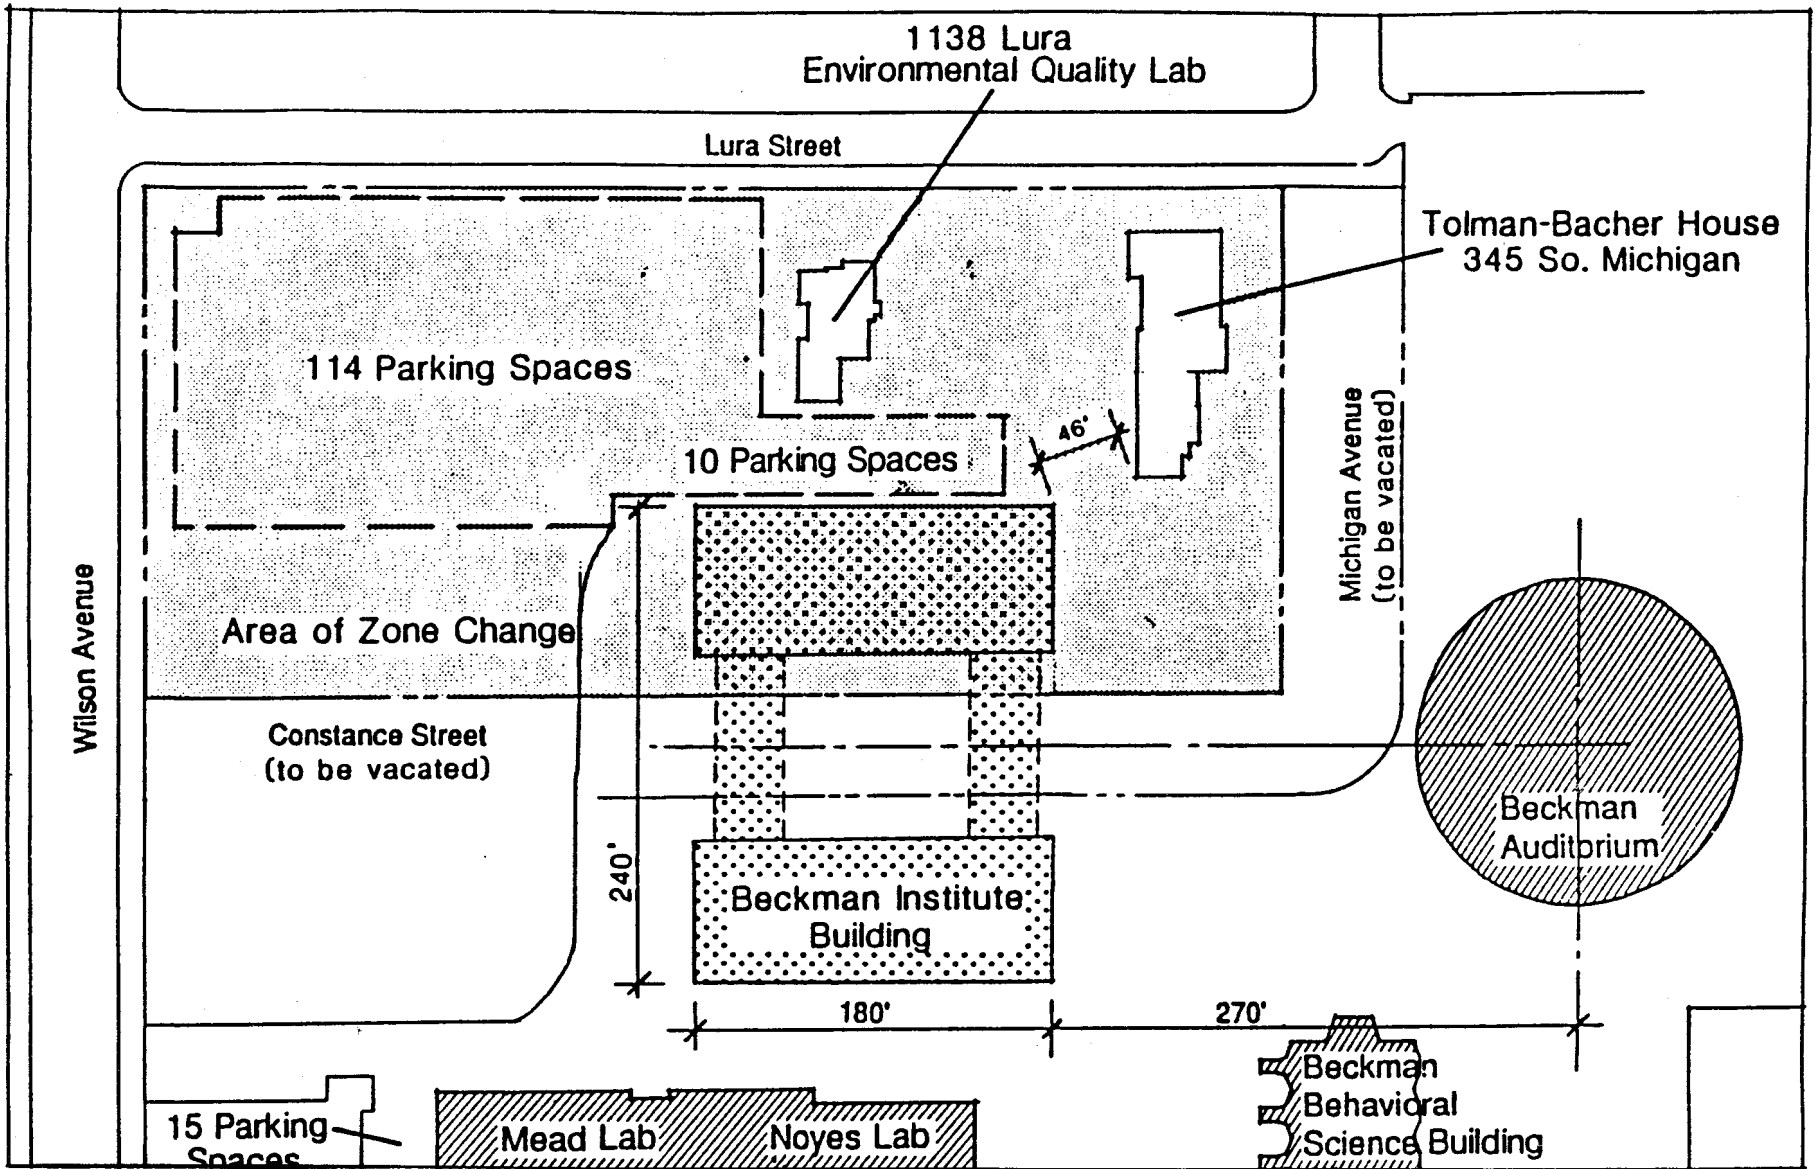 1138 Lura
Environmental Quality Lab
Lura Street
Tolman-Bacher House
345 So. Michigan
114 Parking Spaces
10 Parking Spaces
46'
Michigan Avenue
(to be vacated)
Wilson Avenue
Area of Zone Change
Constance Street
(to be vacated)
240'
Beckman
Auditorium
Beckman Institute
Building
180'
270'
15 Parking
Spaces
Mead Lab
Noyes Lab
Beckman
Behavioral
Science Building